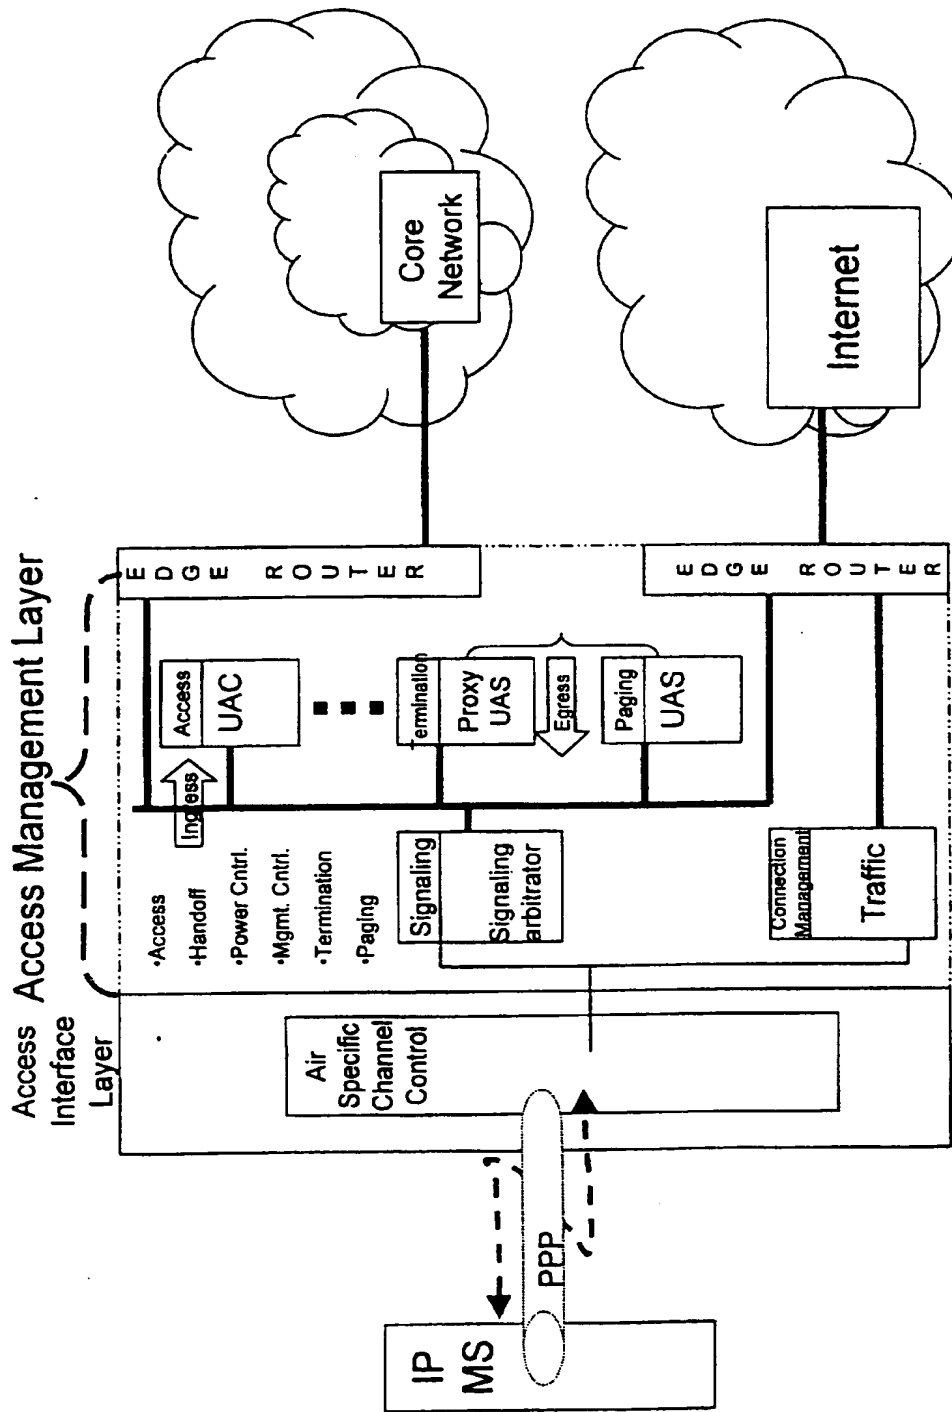 Access
Interface
Layer
Access Management Layer
IP
MS
PPP
Air
Specific
Channel
Control
•Access
•Handoff
•Power Cntrl.
•Mgmt. Cntrl.
•Termination
•Paging
Signaling
Signaling
arbitrator
Connection
Management
Traffic
Ingress
Access
UAC
Termination
Proxy
UAS
Egress
Paging
UAS
EDGE ROUTER
EDGE ROUTER
Core
Network
Internet